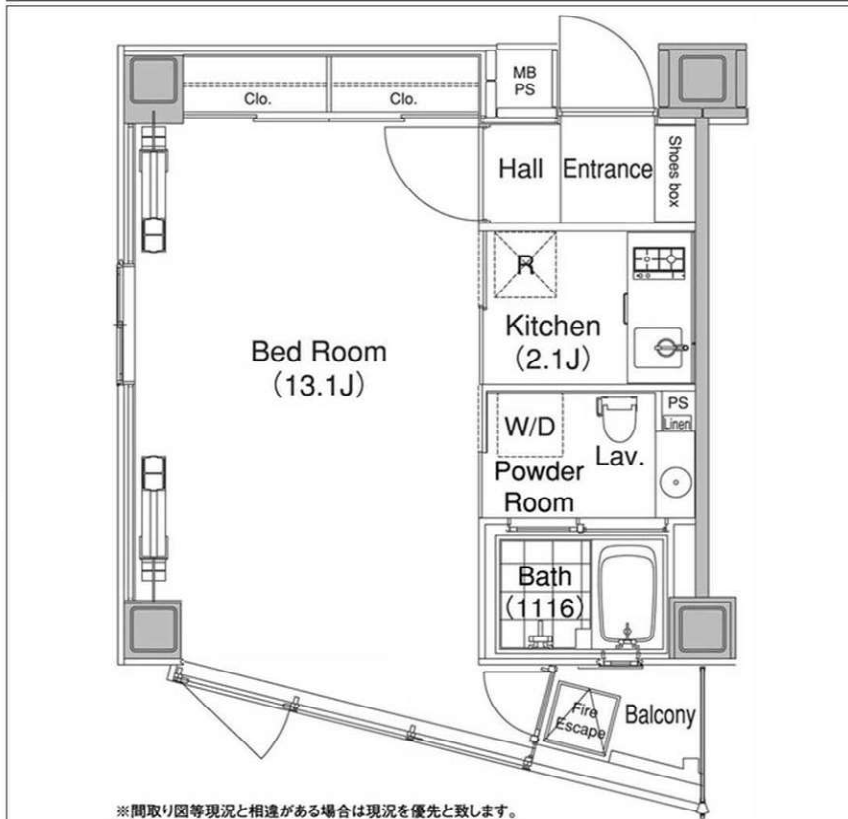 MB
PS
Clo.
Clo.
Hall
Entrance
Shoes box
R
Kitchen
(2.1J)
Bed Room
(13.1J)
W/D
Lav.
PS
Linen
Powder
Room
Bath
(1116)
Fire
Escape
Balcony
※間取り図等現況と相違がある場合は現況を優先と致します。